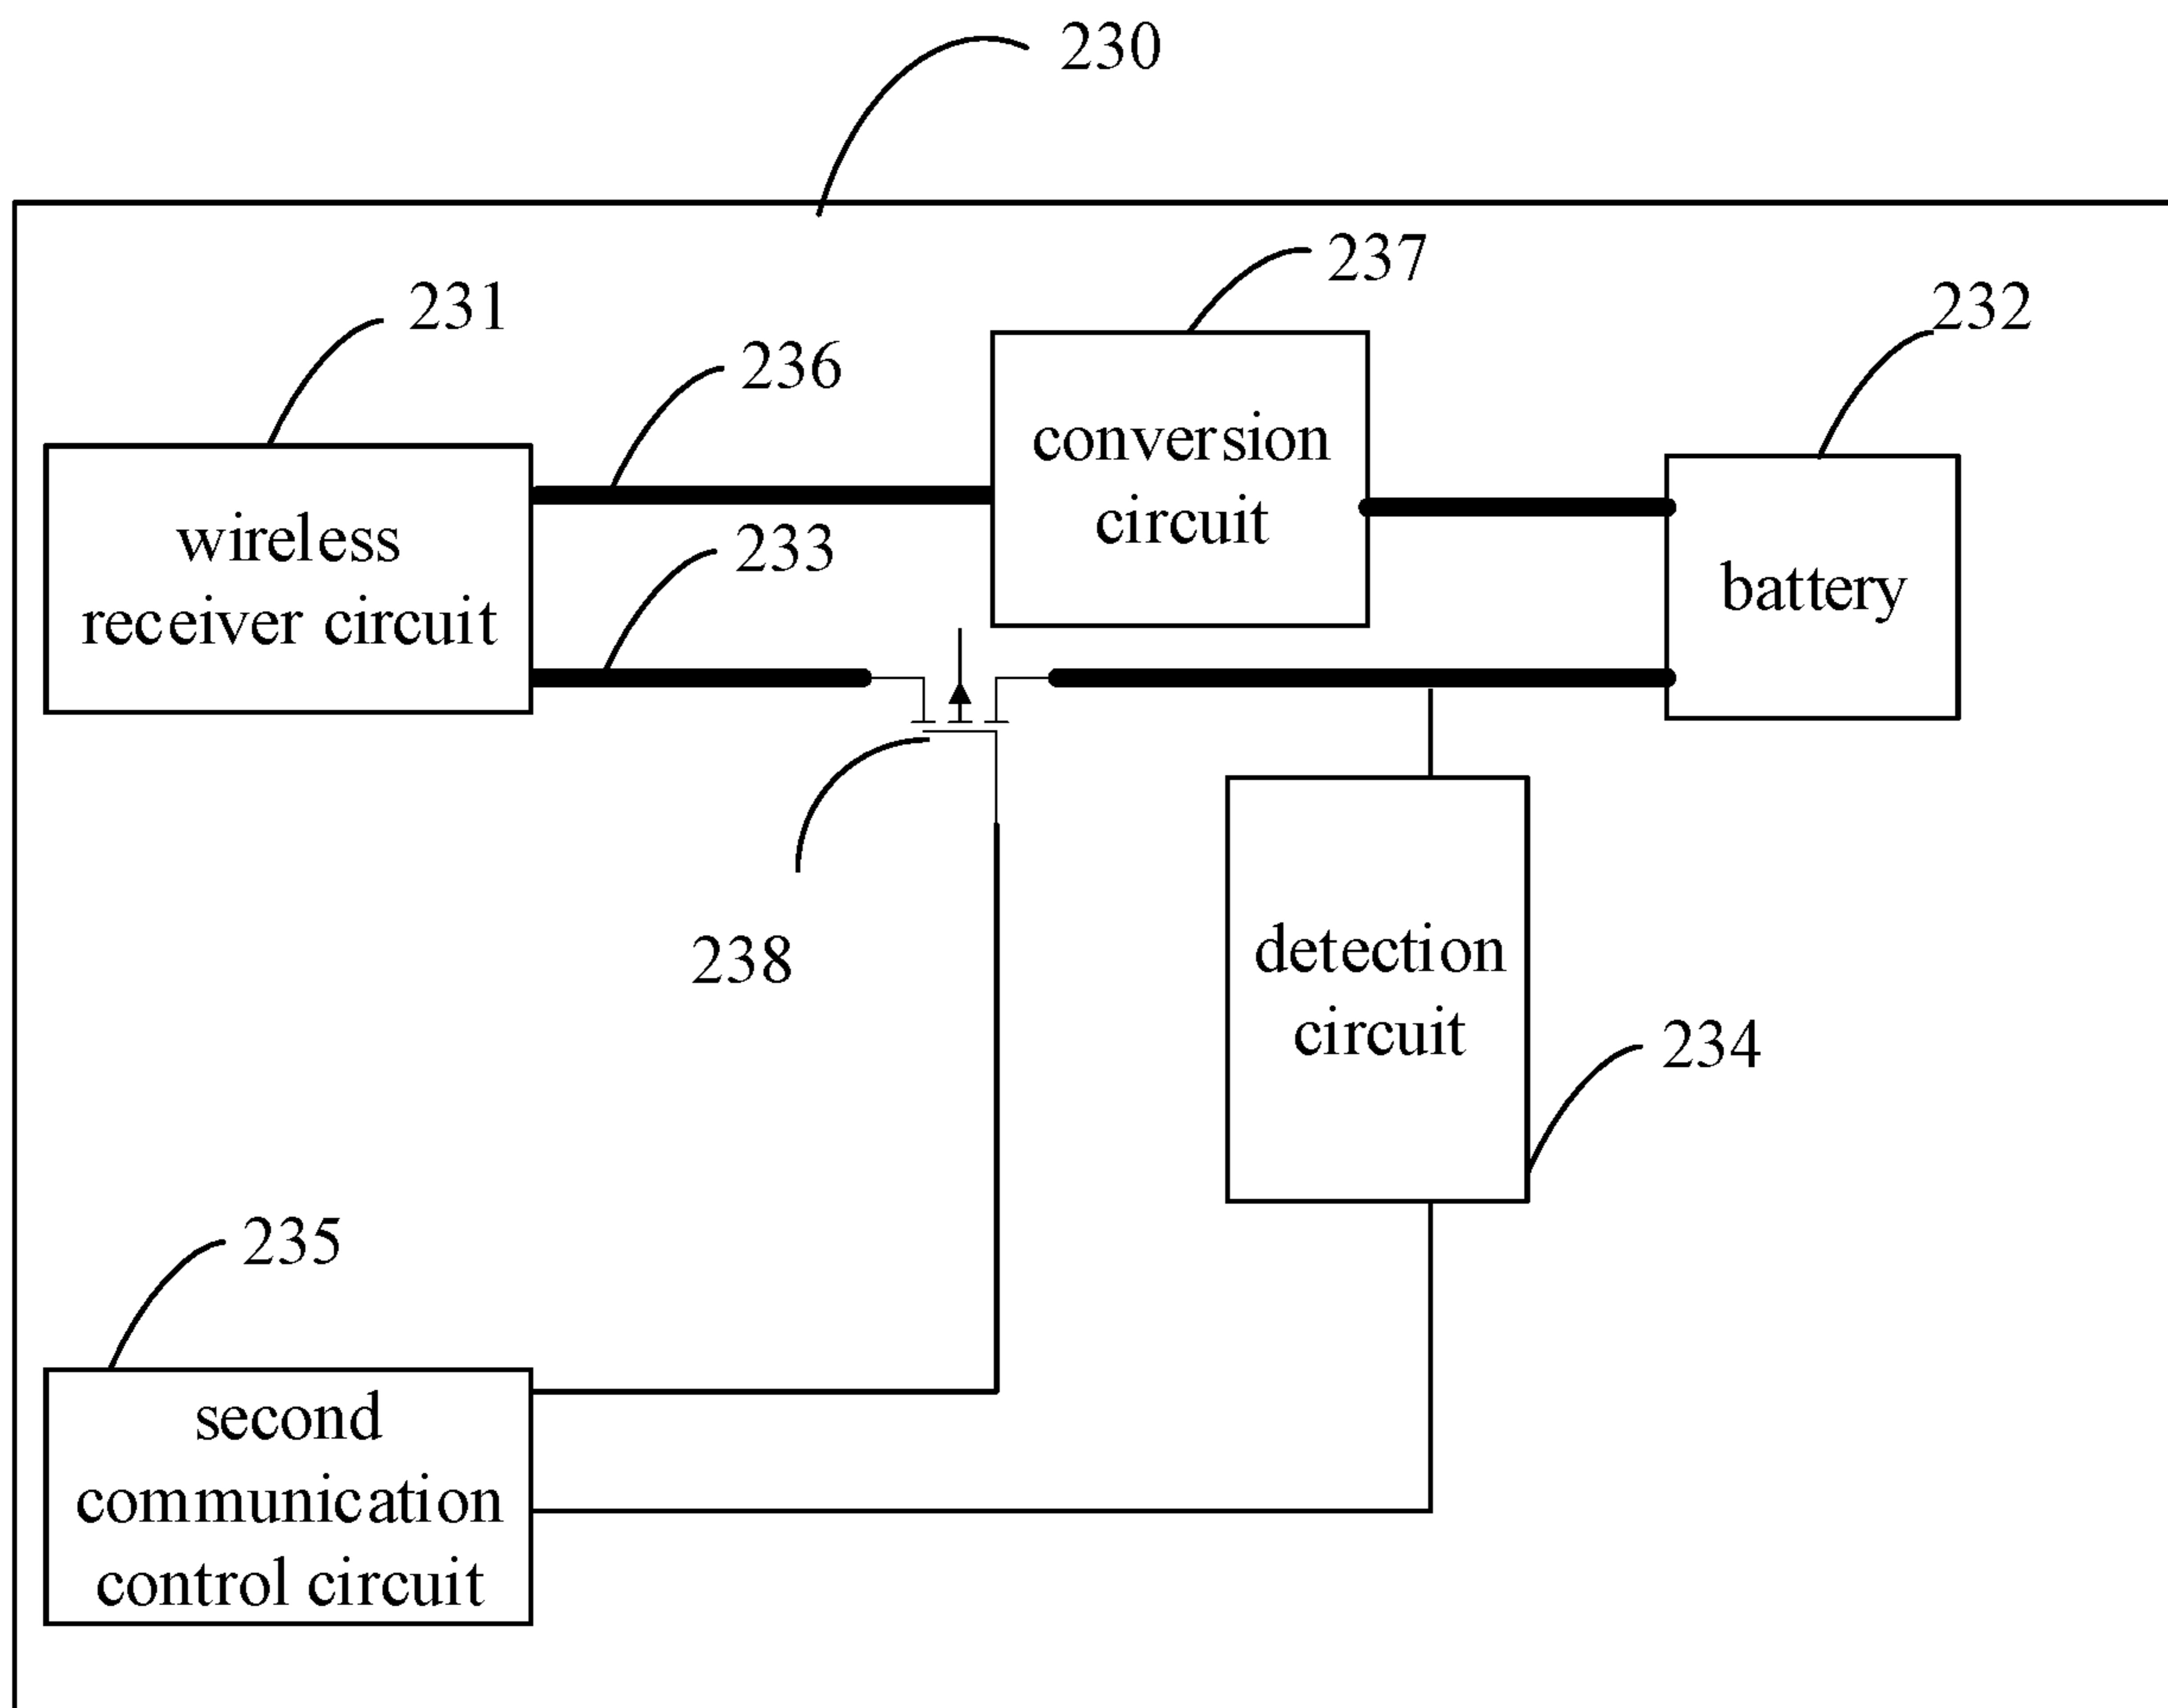 230
237
231
232
236
conversion
circuit
233
wireless
receiver circuit
battery
238
detection
circuit
234
235
second
communication
control circuit